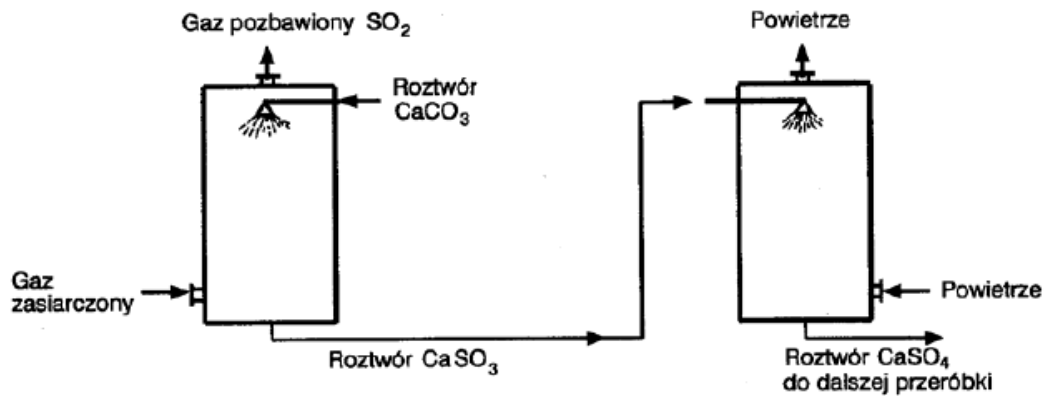 Gaz pozbawiony SO₂
Roztwór
CaCO₃
Gaz
zasiarczony
Roztwór CaSO₃
Powietrze
Powietrze
Roztwór CaSO₄
do dalszej przeróbki